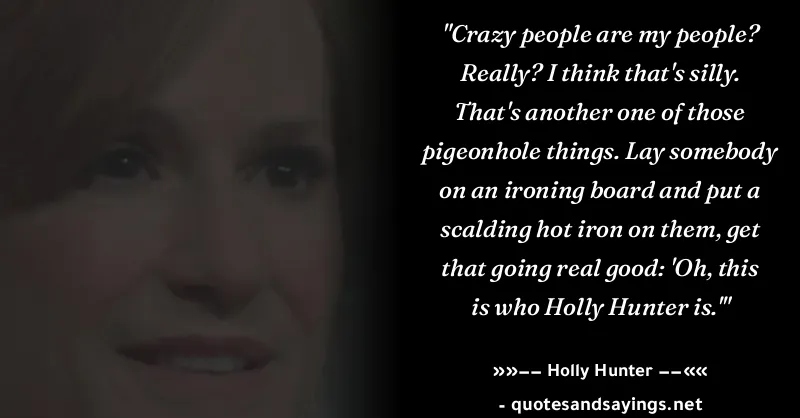 "Crazy people are my people?
Really? I think that's silly.
That's another one of those
pigeonhole things. Lay somebody
on an ironing board and put a
scalding hot iron on them, get
that going real good: 'Oh, this
is who Holly Hunter is.'"
»»–– Holly Hunter ––««
- quotesandsayings.net